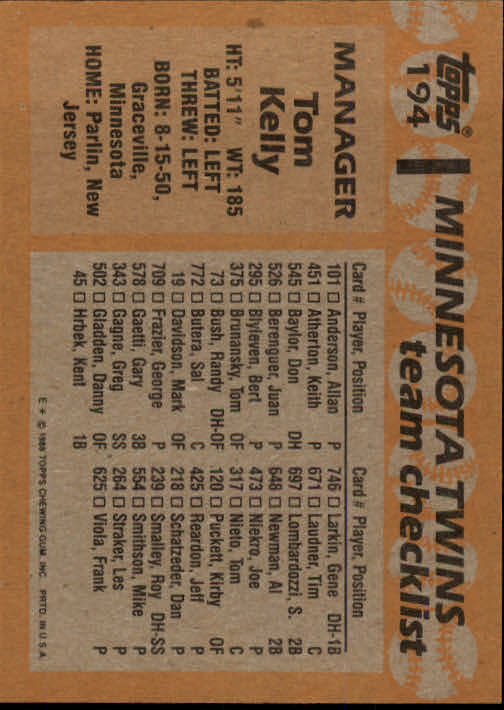 TOPPS®
194
MINNESOTA TWINS
team checklist
MANAGER
Tom
Kelly
HT: 5'11" WT: 185
BATTED: LEFT
THREW: LEFT
BORN: 8-15-50,
Graceville,
Minnesota
HOME: Parlin, New
Jersey
Card # Player, Position
101 □ Anderson, Allan P
451 □ Atherton, Keith P
545 □ Baylor, Don DH
526 □ Berenguer, Juan P
295 □ Blyleven, Bert P
375 □ Brunansky, Tom OF
73 □ Bush, Randy DH-OF
772 □ Butera, Sal C
19 □ Davidson, Mark OF
709 □ Frazier, George P
578 □ Gaetti, Gary 3B
343 □ Gagne, Greg SS
502 □ Gladden, Danny OF
45 □ Hrbek, Kent 1B
Card # Player, Position
746 □ Larkin, Gene DH-1B
671 □ Laudner, Tim C
697 □ Lombardozzi, S. 2B
648 □ Newman, Al 2B
473 □ Niekro, Joe P
317 □ Nieto, Tom C
120 □ Puckett, Kirby OF
425 □ Reardon, Jeff P
218 □ Schatzeder, Dan P
239 □ Smalley, Roy DH-SS
554 □ Smithson, Mike P
264 □ Straker, Les P
625 □ Viola, Frank P
E * © 1988 TOPPS CHEWING GUM, INC. PRTD. IN U.S.A.